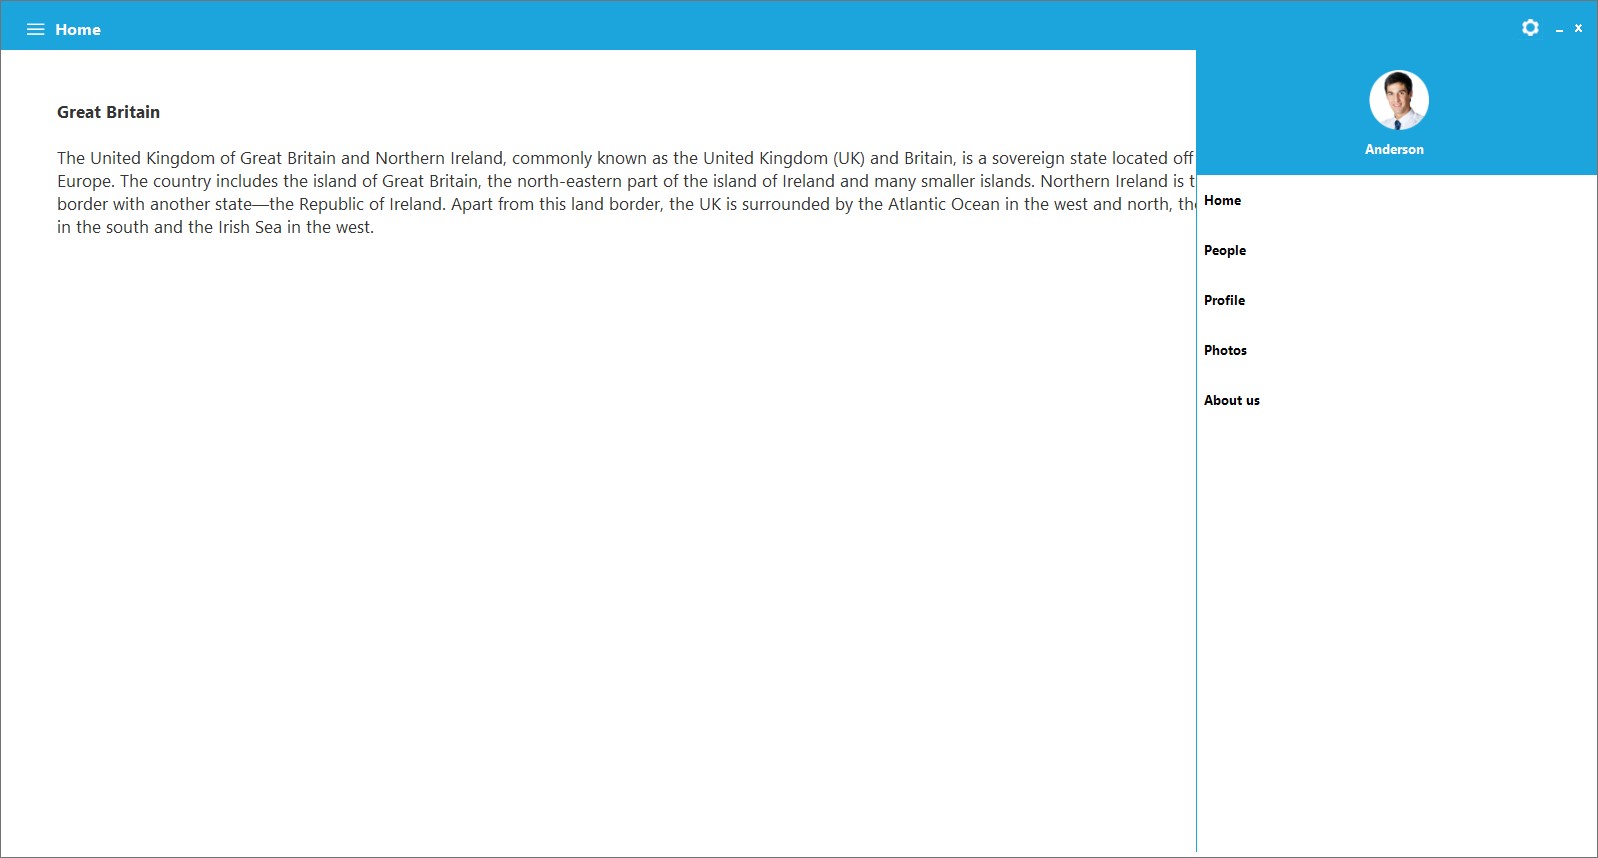 Home
x
Great Britain
The United Kingdom of Great Britain and Northern Ireland, commonly known as the United Kingdom (UK) and Britain, is a sovereign state located off
Europe. The country includes the island of Great Britain, the north-eastern part of the island of Ireland and many smaller islands. Northern Ireland is t
border with another state—the Republic of Ireland. Apart from this land border, the UK is surrounded by the Atlantic Ocean in the west and north, the
in the south and the Irish Sea in the west.
Anderson
Home
People
Profile
Photos
About us